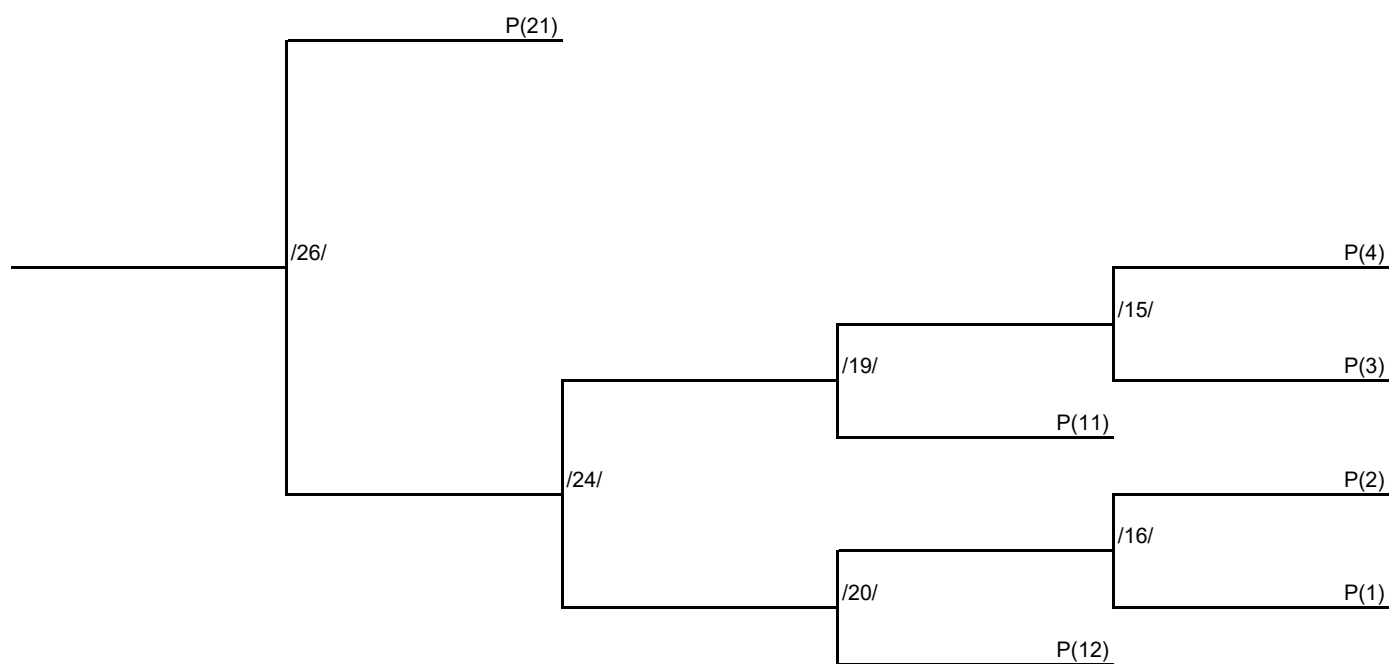 P(21)
/26/
P(4)
/15/
/19/
P(3)
P(11)
/24/
P(2)
/16/
/20/
P(1)
P(12)